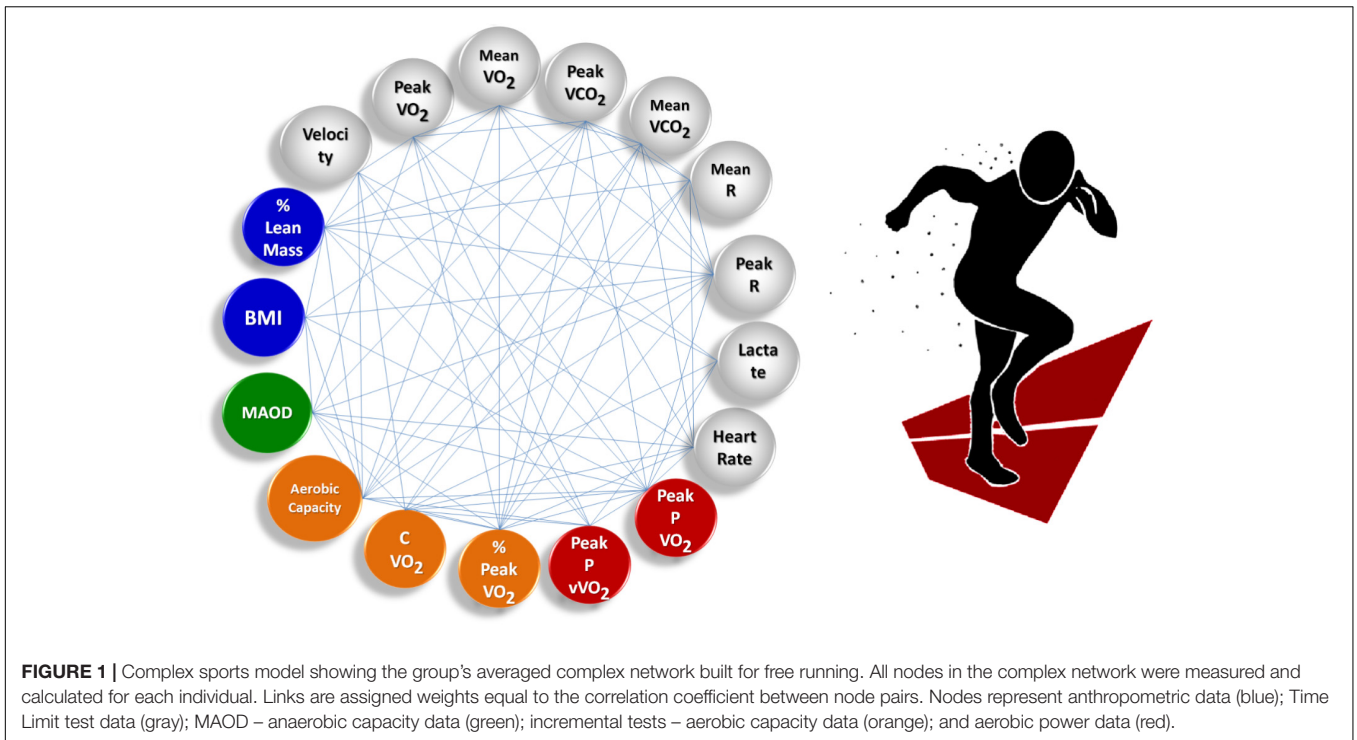 Mean
VO2
Peak
VCO2
Peak
VO2
Mean
VCO2
Veloci
ty
Mean
R
%
Lean
Mass
Peak
R
BMI
Lacta
te
MAOD
Heart
Rate
Aerobic
Capacity
Peak
P
VO2
C
VO2
%
Peak
VO2
Peak
P
vVO2
FIGURE 1 | Complex sports model showing the group's averaged complex network built for free running. All nodes in the complex network were measured and
calculated for each individual. Links are assigned weights equal to the correlation coefficient between node pairs. Nodes represent anthropometric data (blue); Time
Limit test data (gray); MAOD – anaerobic capacity data (green); incremental tests – aerobic capacity data (orange); and aerobic power data (red).